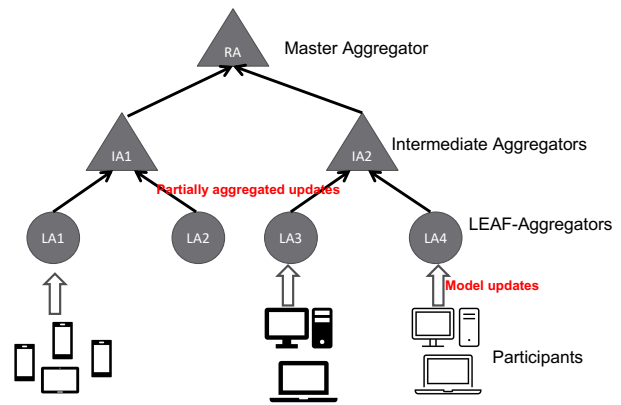 RA
Master Aggregator
IA1
IA2
Intermediate Aggregators
Partially aggregated updates
LA1
LA2
LA3
LA4
LEAF-Aggregators
Model updates
Participants